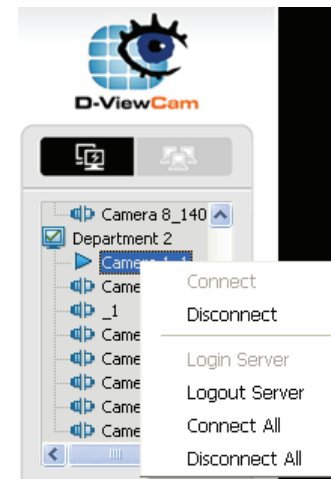 D-ViewCam
Camera 8_140
Department 2
Camera 1_1
Came
_1
Came
Came
Came
Came
Came
Connect
Disconnect
Login Server
Logout Server
Connect All
Disconnect All